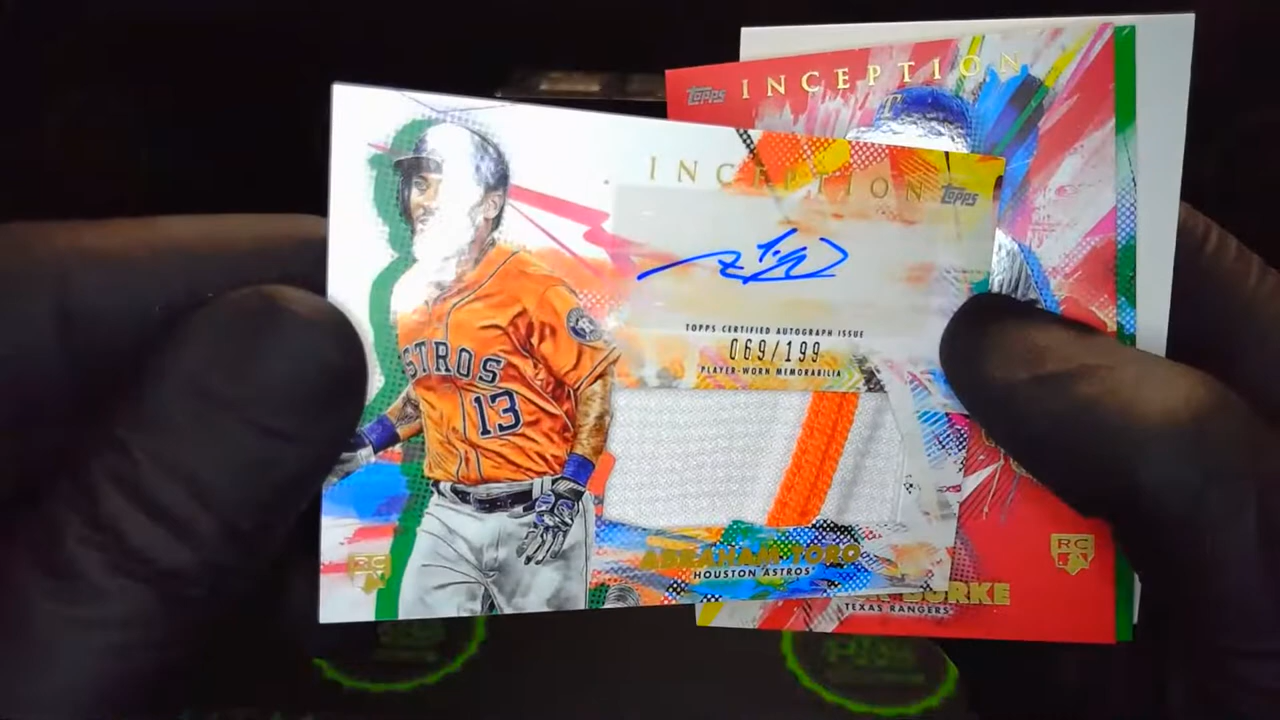 INCEPTION
Topps
TOPPS CERTIFIED AUTOGRAPH ISSUE
069/199
PLAYER-WORN MEMORABILIA
STROS
13
RC
ABRAHAM TORO
HOUSTON ASTROS
Topps
INCEPTION
RC
BURKE
TEXAS RANGERS